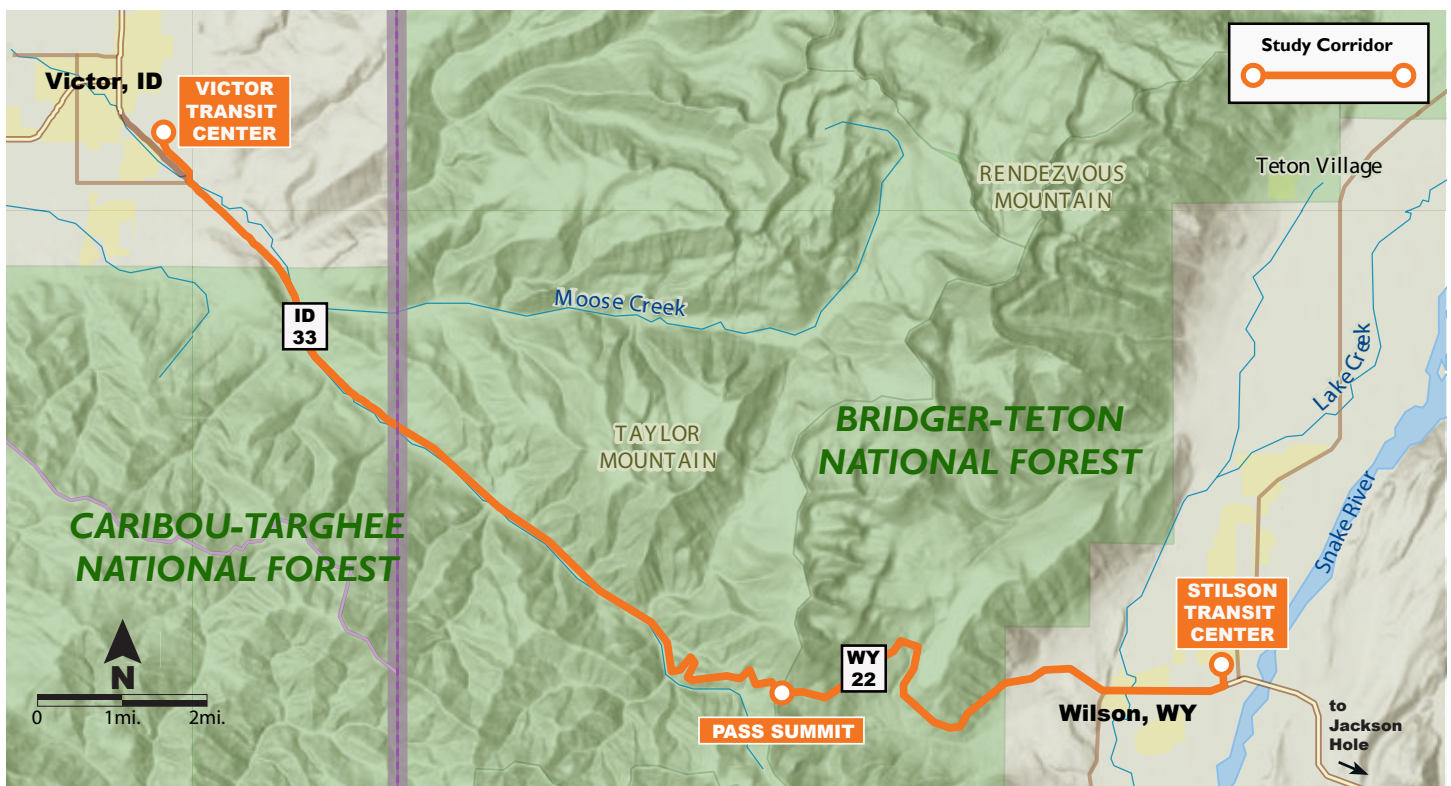 Study Corridor
Victor, ID
VICTOR
TRANSIT
CENTER
Teton Village
RENDEZVOUS
MOUNTAIN
Moose Creek
ID
33
Lake Creek
BRIDGER-TETON
NATIONAL FOREST
TAYLOR
MOUNTAIN
Snake River
CARIBOU-TARGHEE
NATIONAL FOREST
STILSON
TRANSIT
CENTER
N
0 1mi. 2mi.
WY
22
PASS SUMMIT
Wilson, WY
to
Jackson
Hole